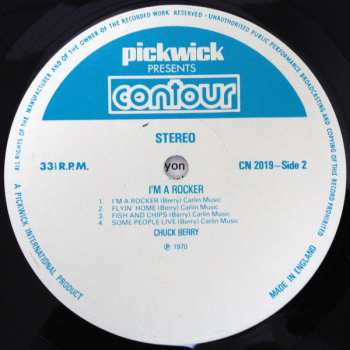 ALL RIGHTS OF THE MANUFACTURER AND OF THE OWNER OF THE RECORDED WORK RESERVED - UNAUTHORISED PUBLIC PERFORMANCE BROADCASTING AND COPYING OF THIS RECORD PROHIBITED
pickwick
PRESENTS
contour
STEREO
33⅓ R.P.M.
yon
CN 2019-Side 2
I'M A ROCKER
1. I'M A ROCKER (Berry) Carlin Music
2. FLYIN' HOME (Berry) Carlin Music
3. FISH AND CHIPS (Berry) Carlin Music
4. SOME PEOPLE LIVE (Berry) Carlin Music
CHUCK BERRY
℗ 1970
A PICKWICK INTERNATIONAL PRODUCT
MADE IN ENGLAND